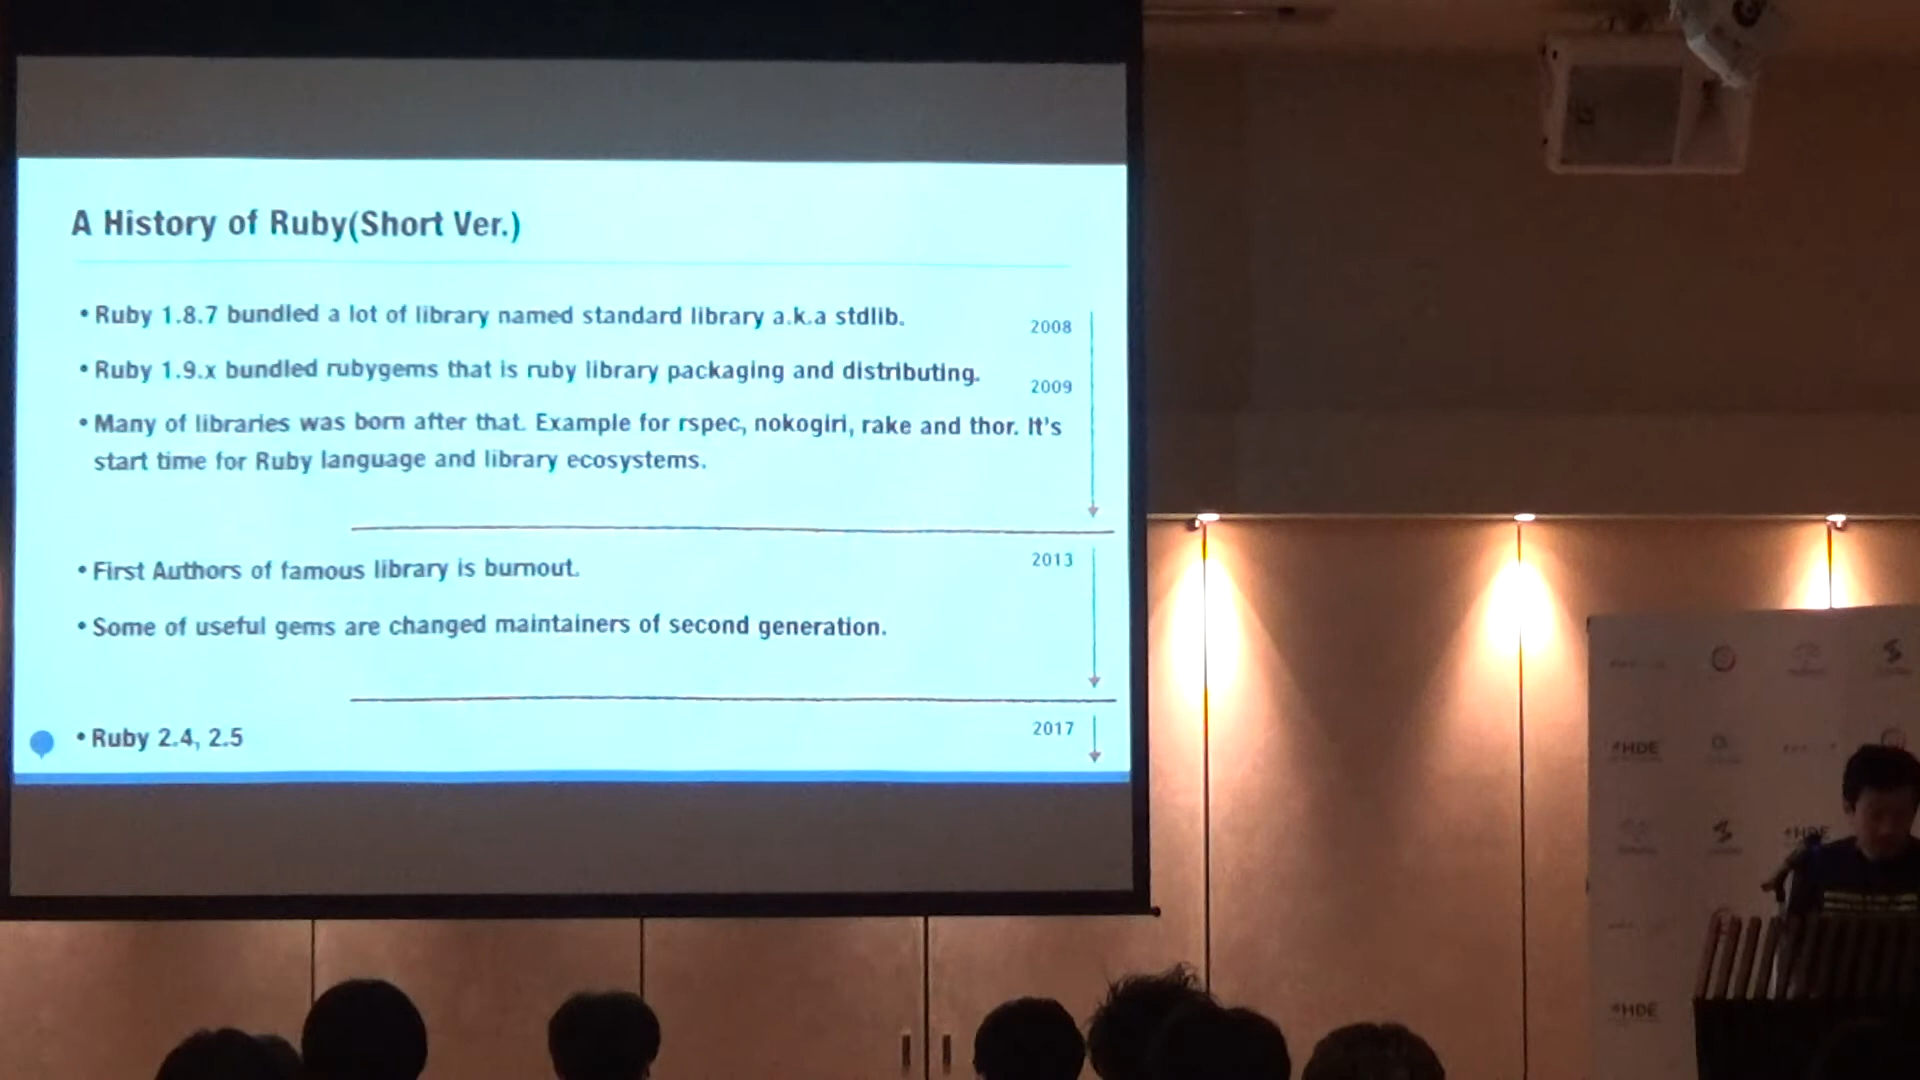 A History of Ruby(Short Ver.)
• Ruby 1.8.7 bundled a lot of library named standard library a.k.a stdlib.
2008
• Ruby 1.9.x bundled rubygems that is ruby library packaging and distributing.
2009
• Many of libraries was born after that. Example for rspec, nokogiri, rake and thor. It's
start time for Ruby language and library ecosystems.
• First Authors of famous library is burnout.
2013
• Some of useful gems are changed maintainers of second generation.
• Ruby 2.4, 2.5
2017
HDE
HDE
HDE